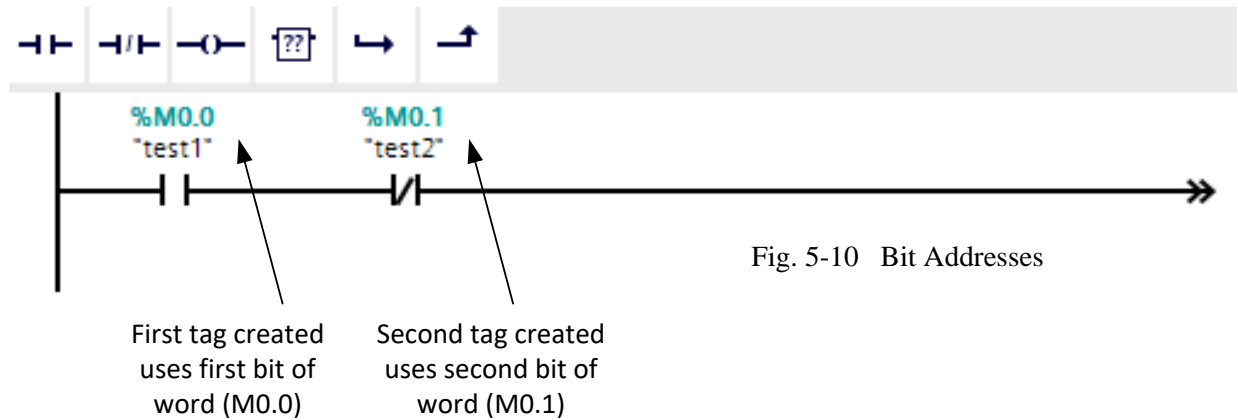 ??
%M0.0 %M0.1
"test1" "test2"
Fig. 5-10 Bit Addresses
First tag created
uses first bit of
word (M0.0)
Second tag created
uses second bit of
word (M0.1)